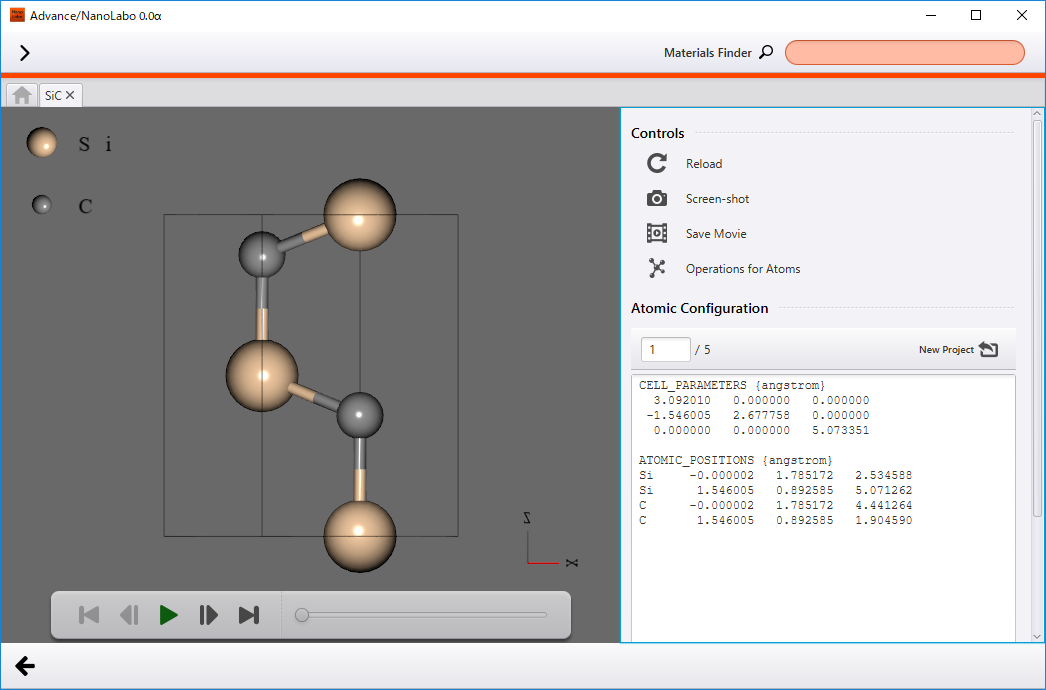 Advance/NanoLabo 0.0α
Materials Finder
SiC
Si
C
z
x
Controls
Reload
Screen-shot
Save Movie
Operations for Atoms
Atomic Configuration
1 / 5
New Project
CELL_PARAMETERS {angstrom}
3.092010 0.000000 0.000000
-1.546005 2.677758 0.000000
0.000000 0.000000 5.073351
ATOMIC_POSITIONS {angstrom}
Si -0.000002 1.785172 2.534588
Si 1.546005 0.892585 5.071262
C -0.000002 1.785172 4.441264
C 1.546005 0.892585 1.904590